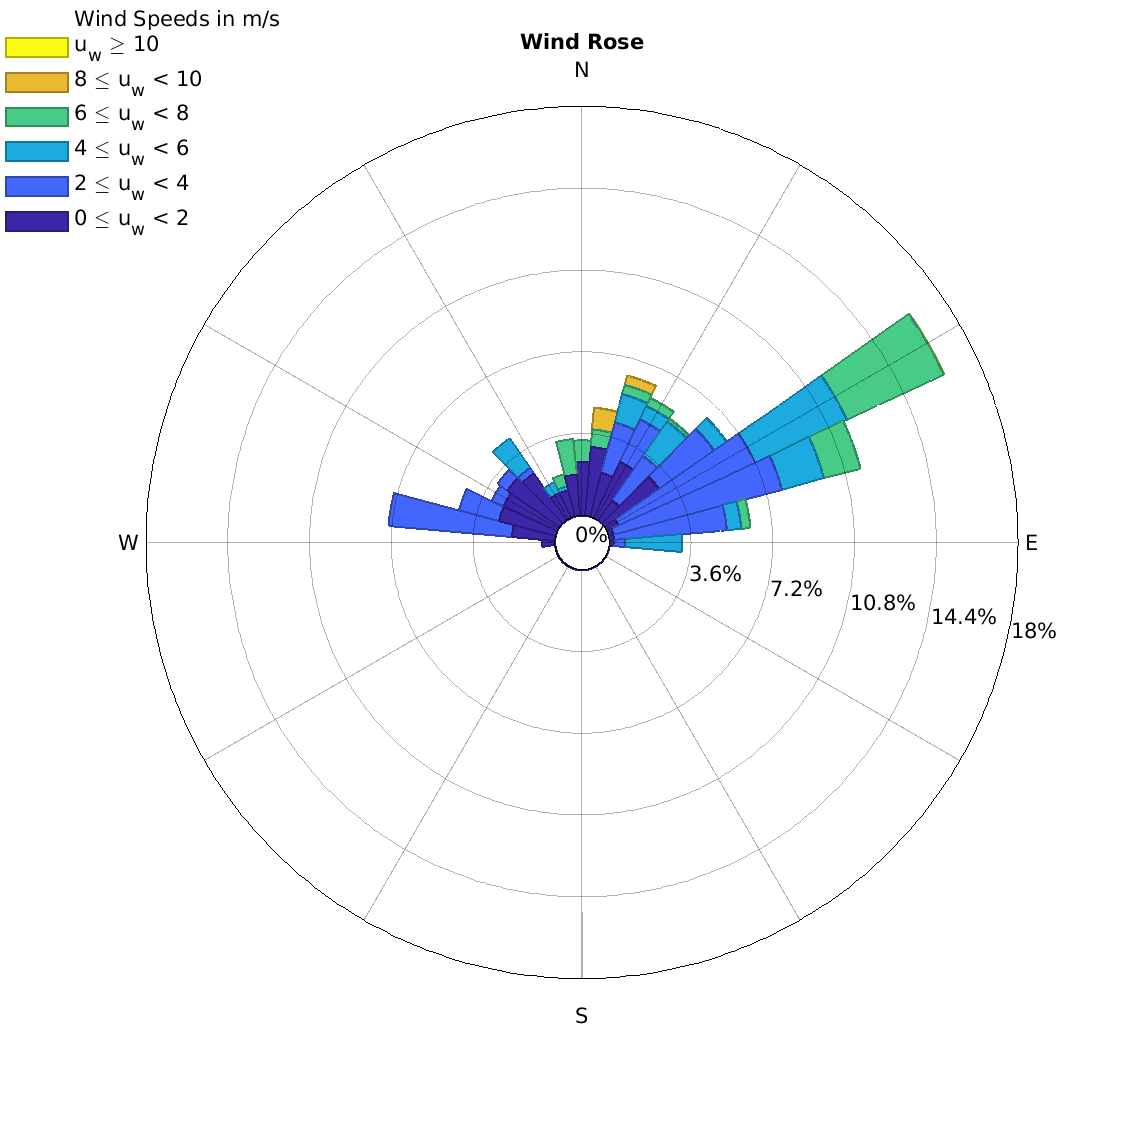 Wind Speeds in m/s
u_w ≥ 10
8 ≤ u_w < 10
6 ≤ u_w < 8
4 ≤ u_w < 6
2 ≤ u_w < 4
0 ≤ u_w < 2
Wind Rose
N
W
0%
E
3.6%
7.2%
10.8%
14.4%
18%
S